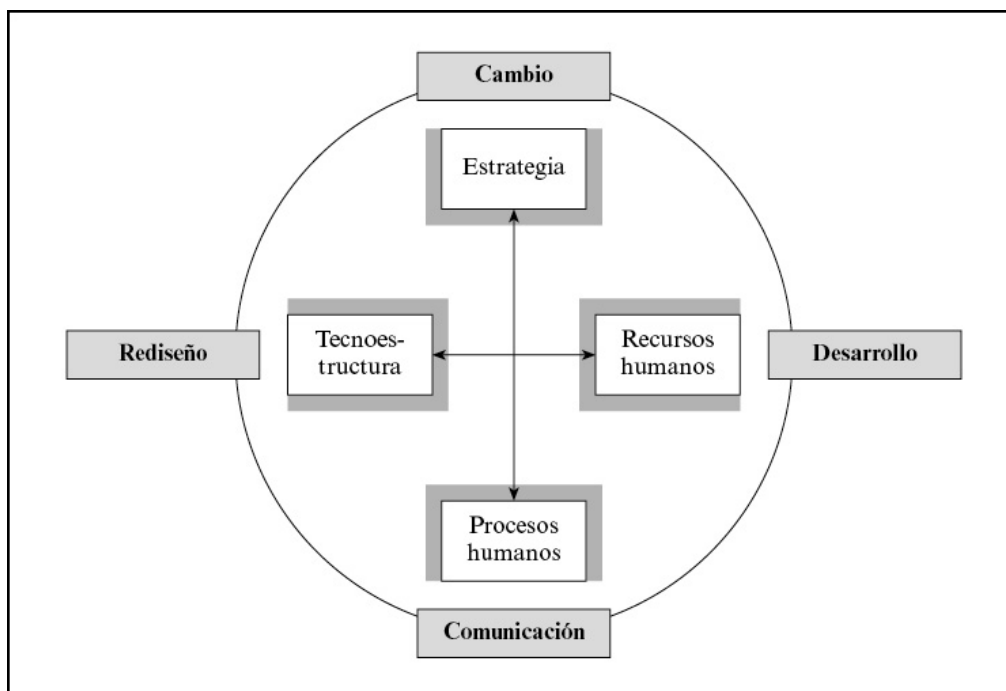 Cambio
Estrategia
Rediseño
Tecnoes-
tructura
Recursos
humanos
Desarrollo
Procesos
humanos
Comunicación